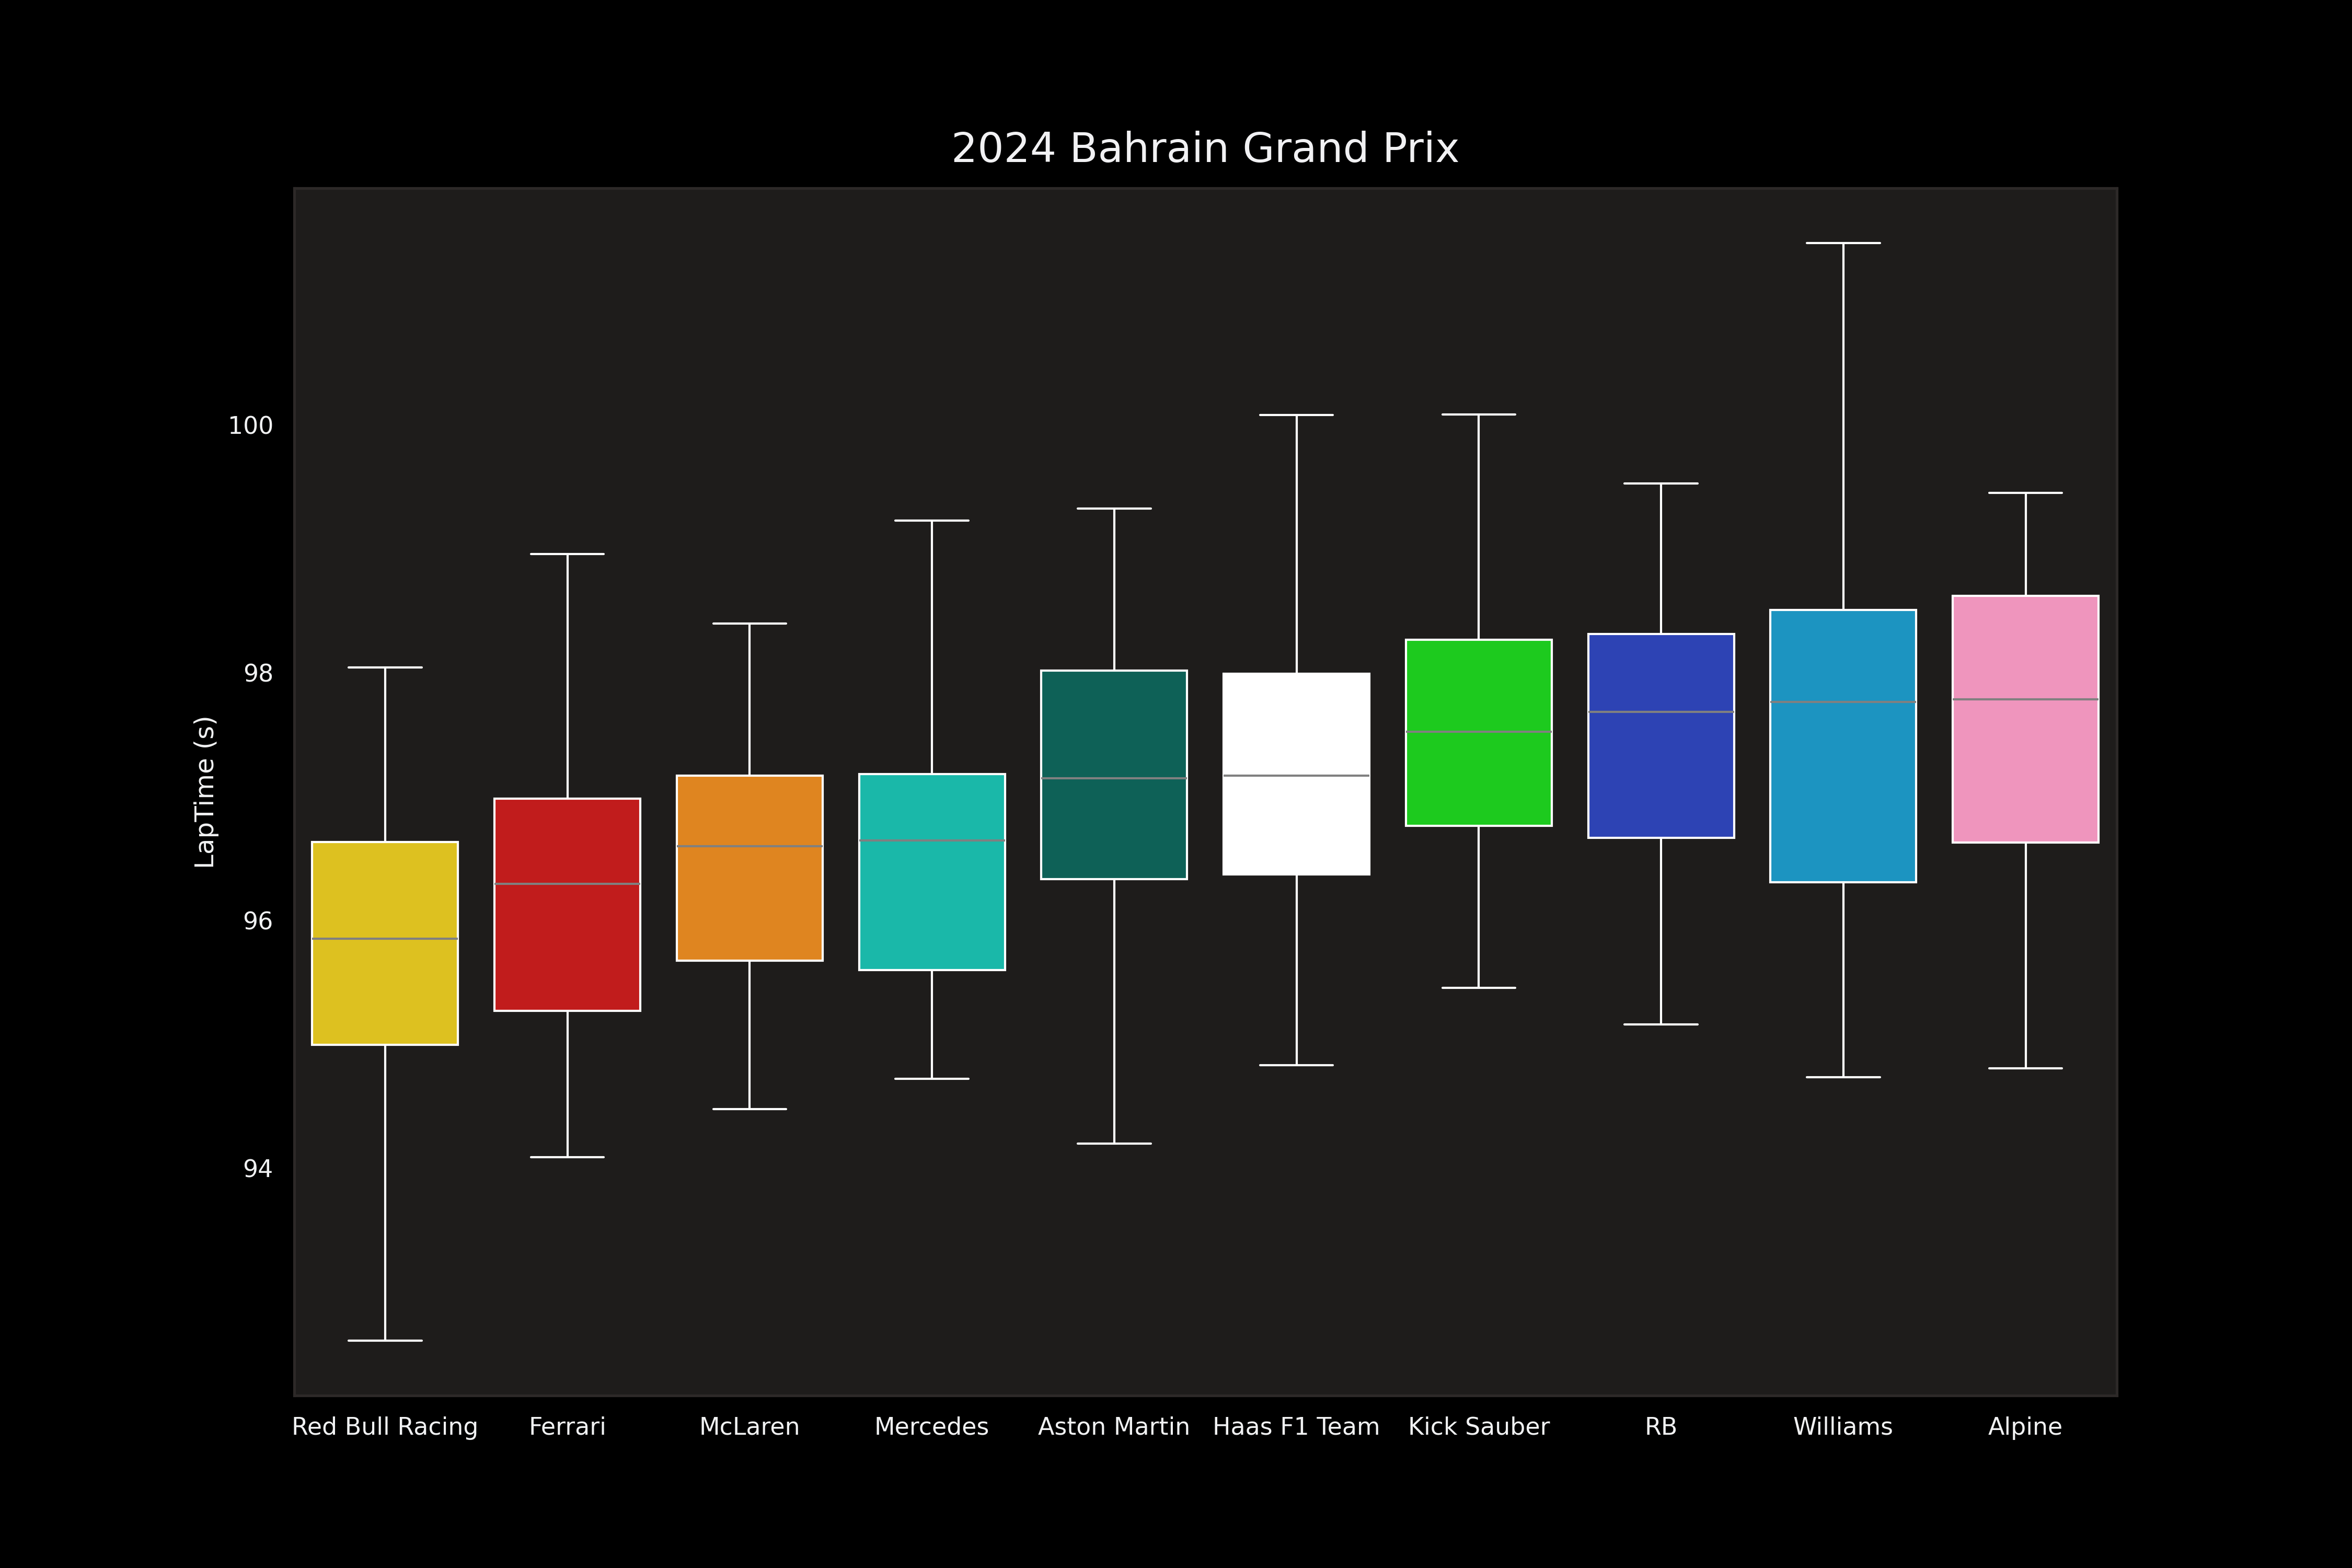 2024 Bahrain Grand Prix
LapTime (s)
100
98
96
94
Red Bull Racing
Ferrari
McLaren
Mercedes
Aston Martin
Haas F1 Team
Kick Sauber
RB
Williams
Alpine